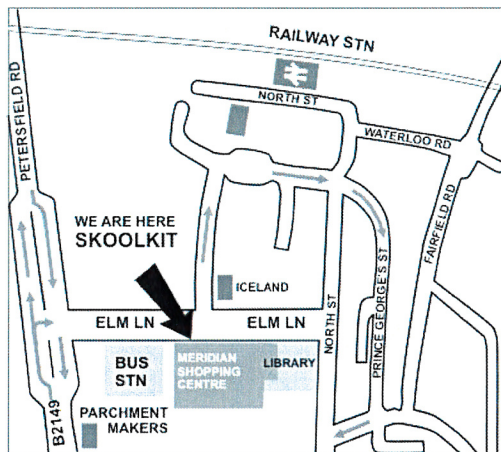 RAILWAY STN
NORTH ST
WATERLOO RD
PETERSFIELD RD
FAIRFIELD RD
WE ARE HERE
SKOOLKIT
ICELAND
ELM LN
ELM LN
NORTH ST
PRINCE GEORGE'S ST
BUS
STN
MERIDIAN
SHOPPING
CENTRE
LIBRARY
PARCHMENT
MAKERS
B2149